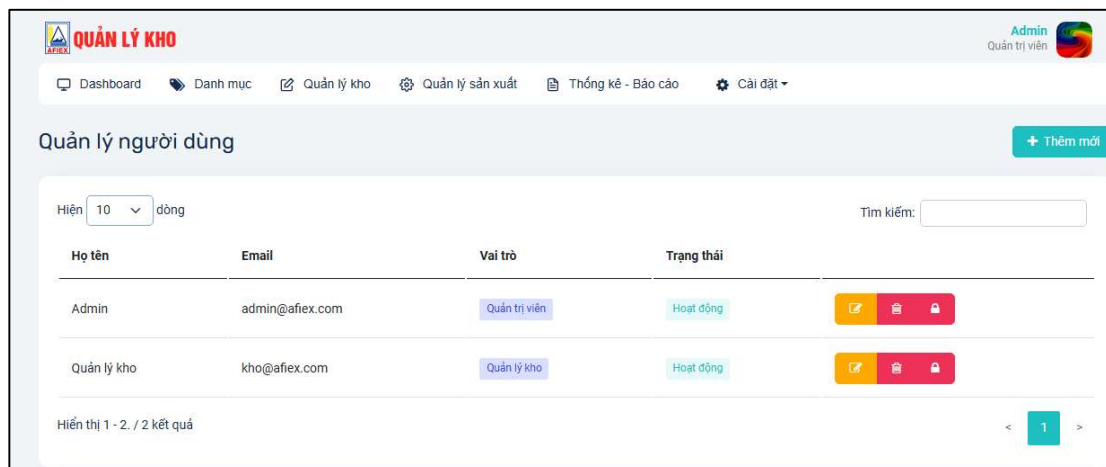 AFIEX QUẢN LÝ KHO
Admin
Quản trị viên
Dashboard Danh mục Quản lý kho Quản lý sản xuất Thống kê - Báo cáo Cài đặt
Quản lý người dùng
+ Thêm mới
Hiện 10 dòng Tìm kiếm:
Họ tên Email Vai trò Trạng thái
Admin admin@afiex.com Quản trị viên Hoạt động
Quản lý kho kho@afiex.com Quản lý kho Hoạt động
Hiển thị 1 - 2. / 2 kết quả < 1 >